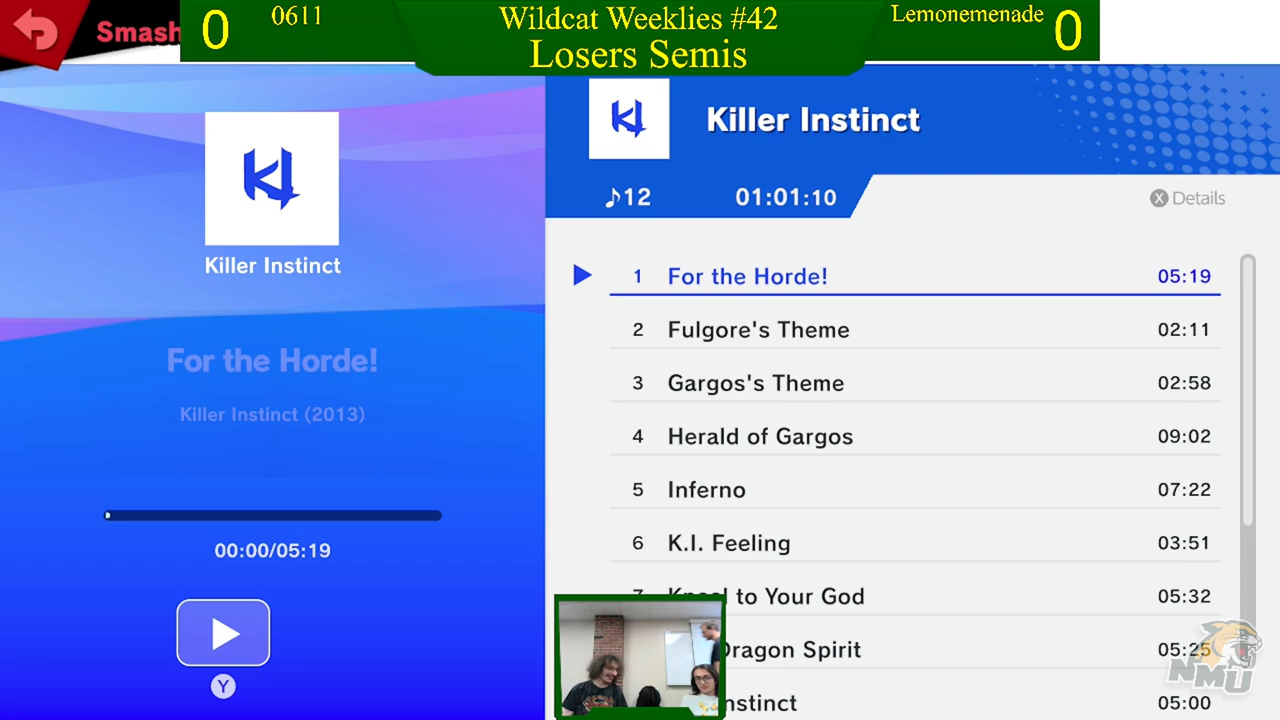 Smash
0
0611
Wildcat Weeklies #42
Losers Semis
Lemonemenade
0
Killer Instinct
For the Horde!
Killer Instinct (2013)
00:00/05:19
Y
Killer Instinct
♪12
01:01:10
X Details
1 For the Horde! 05:19
2 Fulgore's Theme 02:11
3 Gargos's Theme 02:58
4 Herald of Gargos 09:02
5 Inferno 07:22
6 K.I. Feeling 03:51
to Your God 05:32
Dragon Spirit 05:25
05:00
NMU